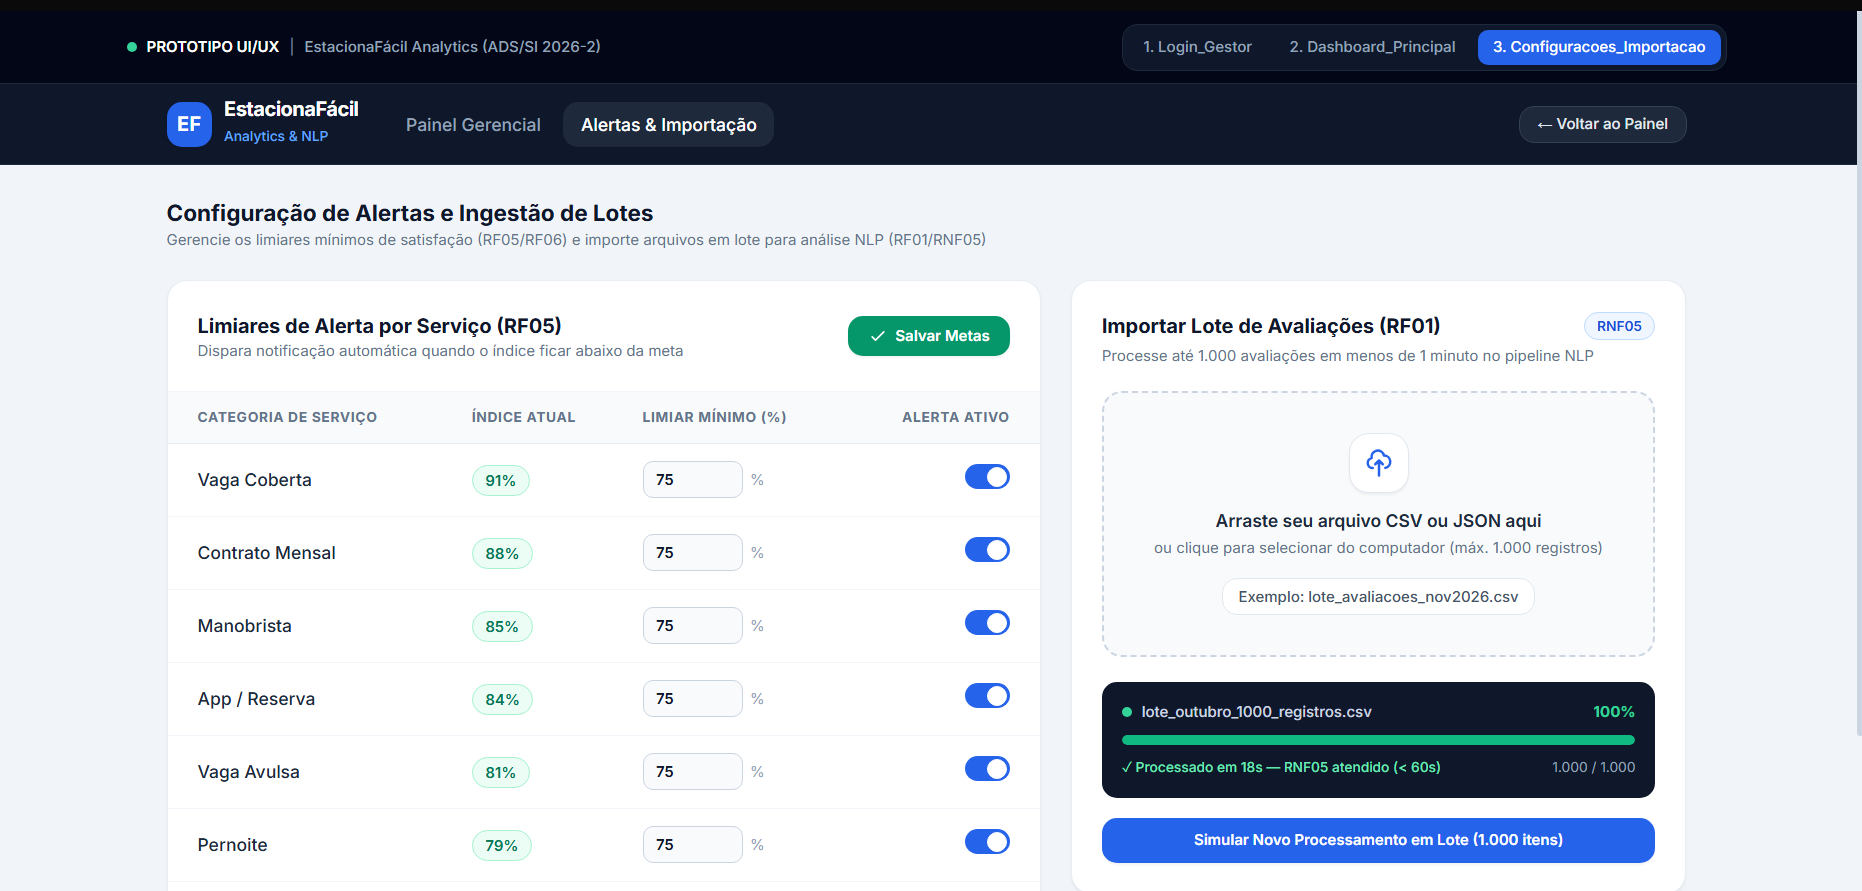 PROTOTIPO UI/UX | EstacionaFácil Analytics (ADS/SI 2026-2)
1. Login_Gestor 2. Dashboard_Principal 3. Configuracoes_Importacao
EF
EstacionaFácil
Analytics & NLP
Painel Gerencial Alertas & Importação
← Voltar ao Painel
Configuração de Alertas e Ingestão de Lotes
Gerencie os limiares mínimos de satisfação (RF05/RF06) e importe arquivos em lote para análise NLP (RF01/RNF05)
Limiares de Alerta por Serviço (RF05)
Dispara notificação automática quando o índice ficar abaixo da meta
✓ Salvar Metas
CATEGORIA DE SERVIÇO ÍNDICE ATUAL LIMIAR MÍNIMO (%) ALERTA ATIVO
Vaga Coberta 91% 75 %
Contrato Mensal 88% 75 %
Manobrista 85% 75 %
App / Reserva 84% 75 %
Vaga Avulsa 81% 75 %
Pernoite 79% 75 %
Importar Lote de Avaliações (RF01)
RNF05
Processe até 1.000 avaliações em menos de 1 minuto no pipeline NLP
Arraste seu arquivo CSV ou JSON aqui
ou clique para selecionar do computador (máx. 1.000 registros)
Exemplo: lote_avaliacoes_nov2026.csv
lote_outubro_1000_registros.csv 100%
✓ Processado em 18s — RNF05 atendido (< 60s) 1.000 / 1.000
Simular Novo Processamento em Lote (1.000 itens)